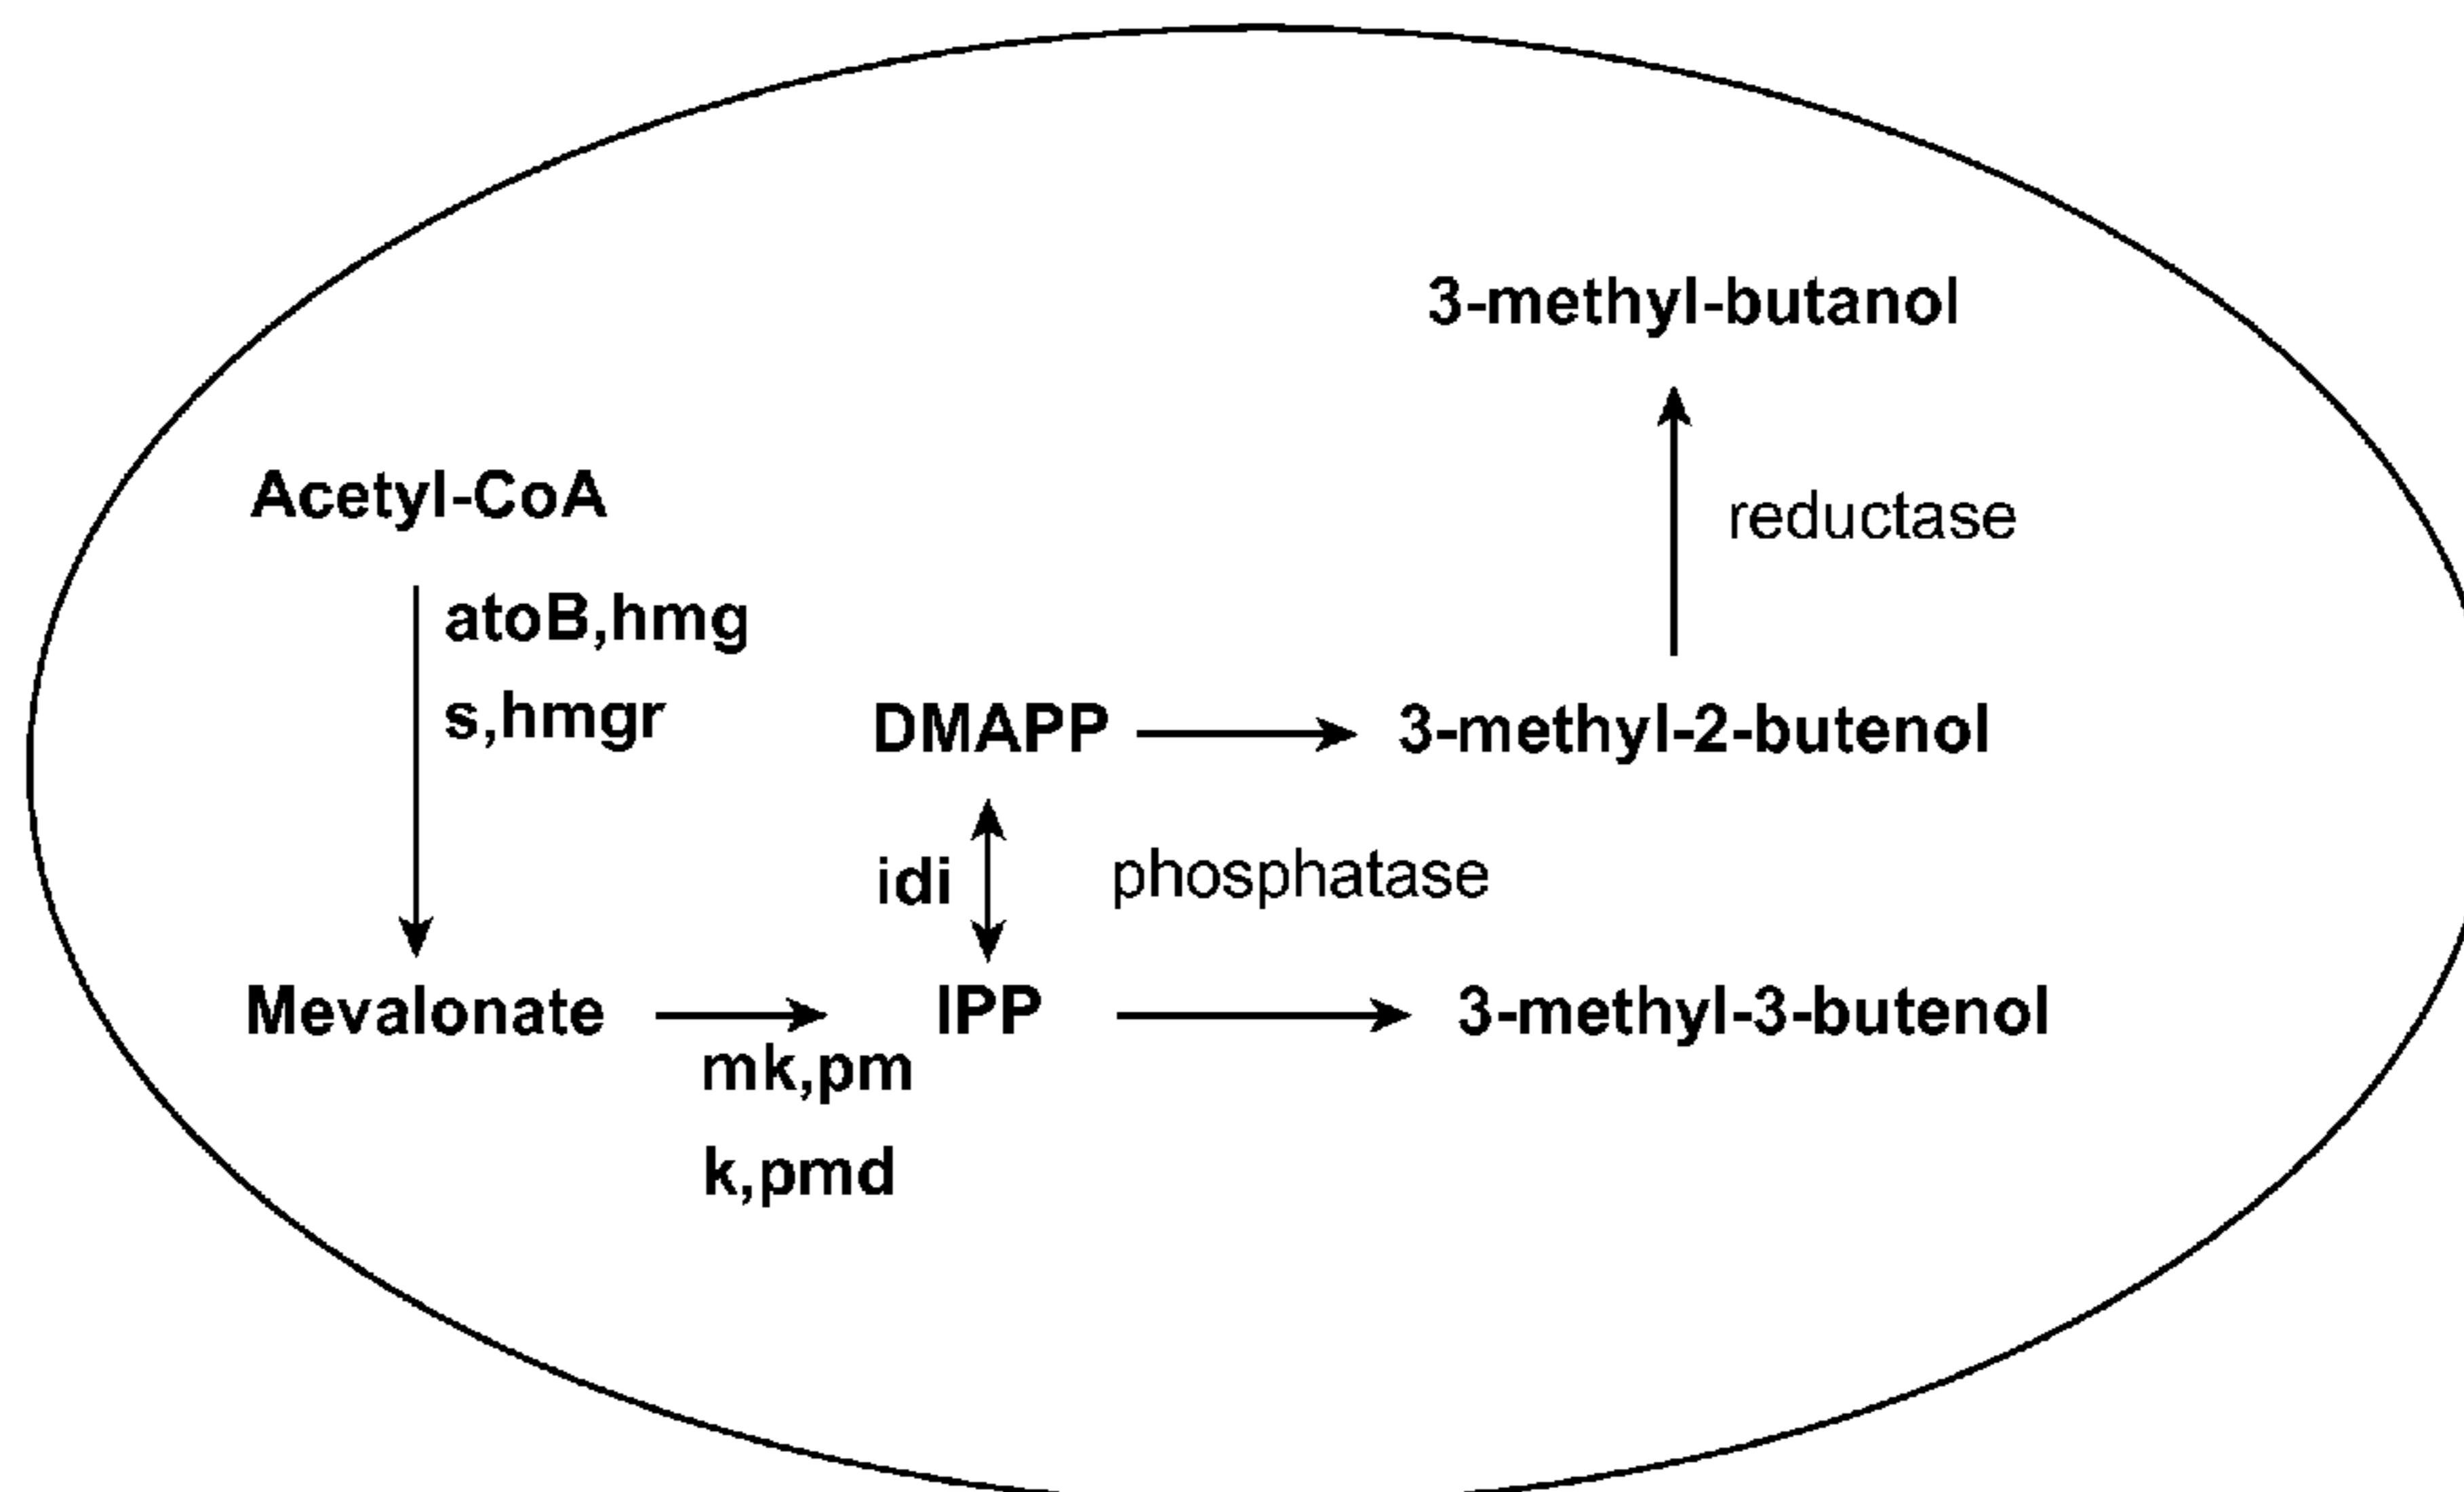 3-methyl-butanol
Acetyl-CoA
reductase
atoB,hmg
s,hmgr
DMAPP
3-methyl-2-butenol
idi
phosphatase
Mevalonate
IPP
3-methyl-3-butenol
mk,pm
k,pmd